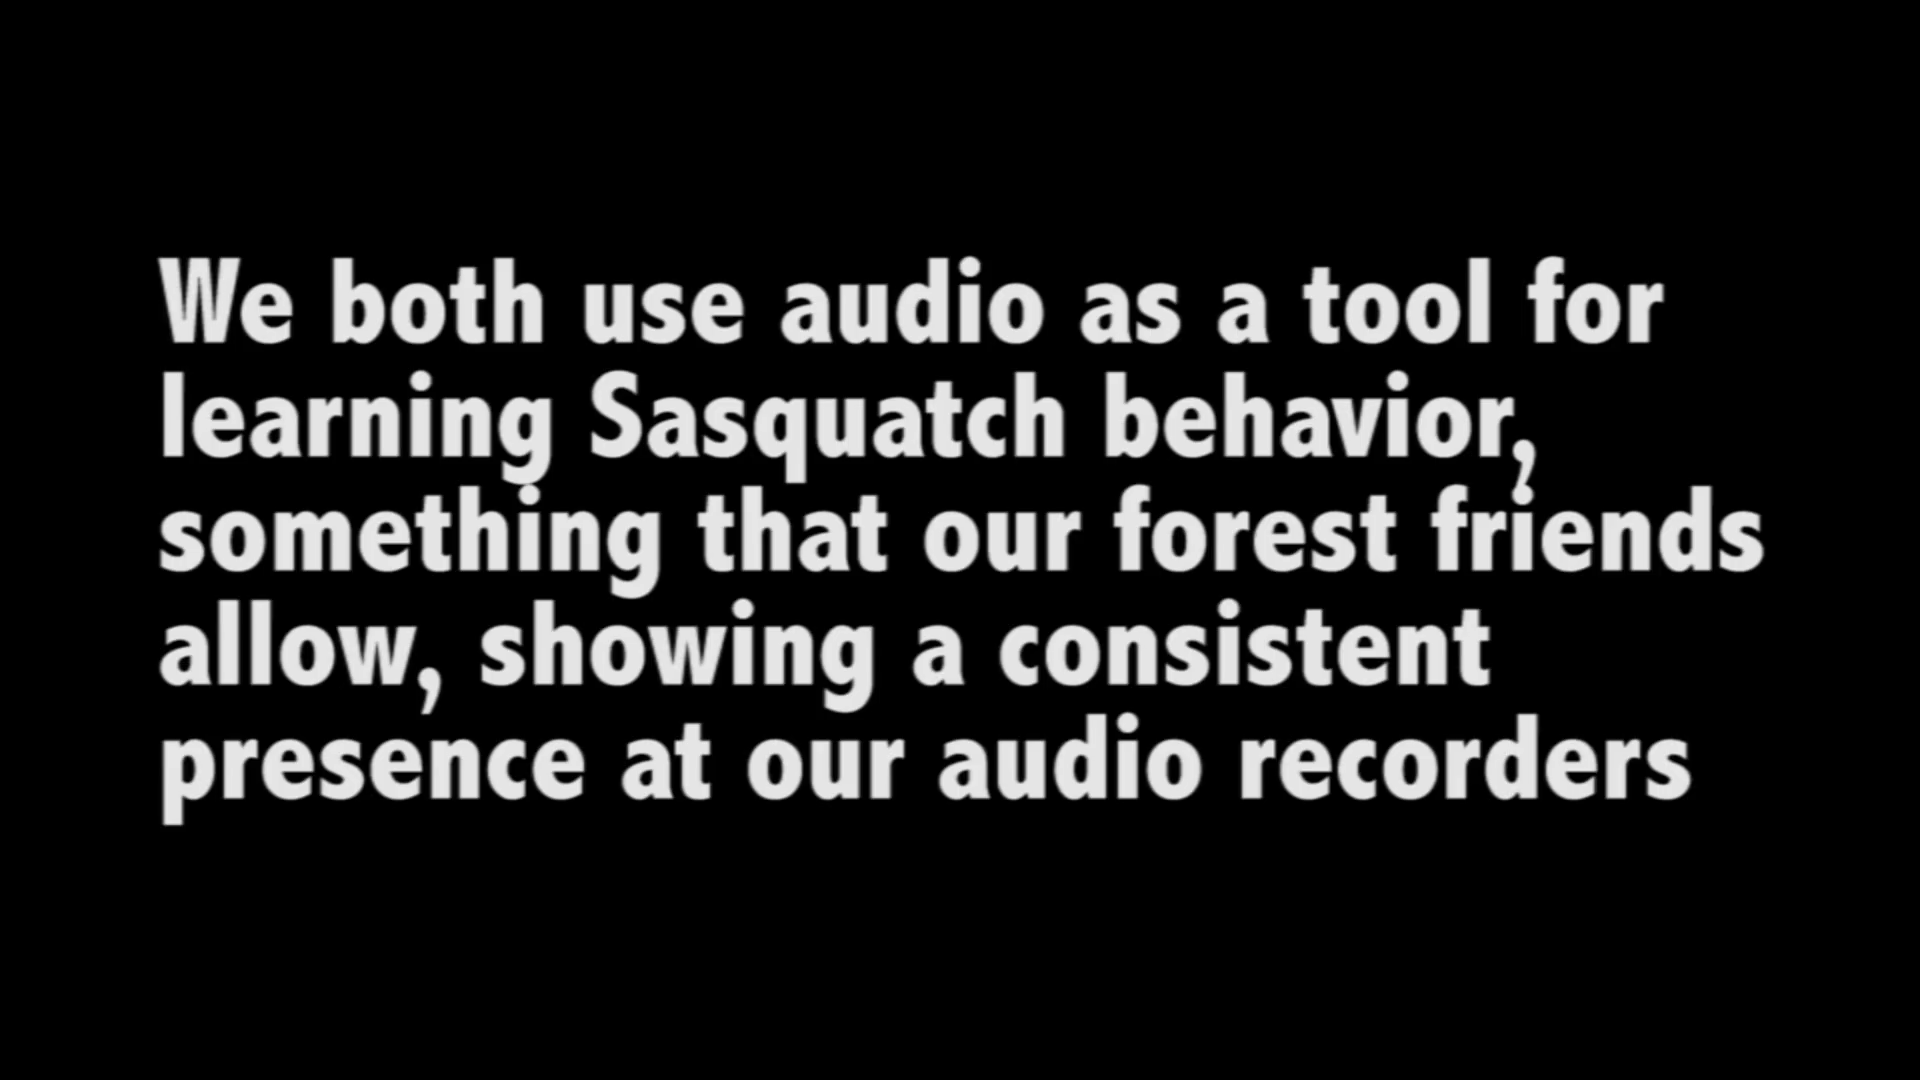 We both use audio as a tool for
learning Sasquatch behavior,
something that our forest friends
allow, showing a consistent
presence at our audio recorders